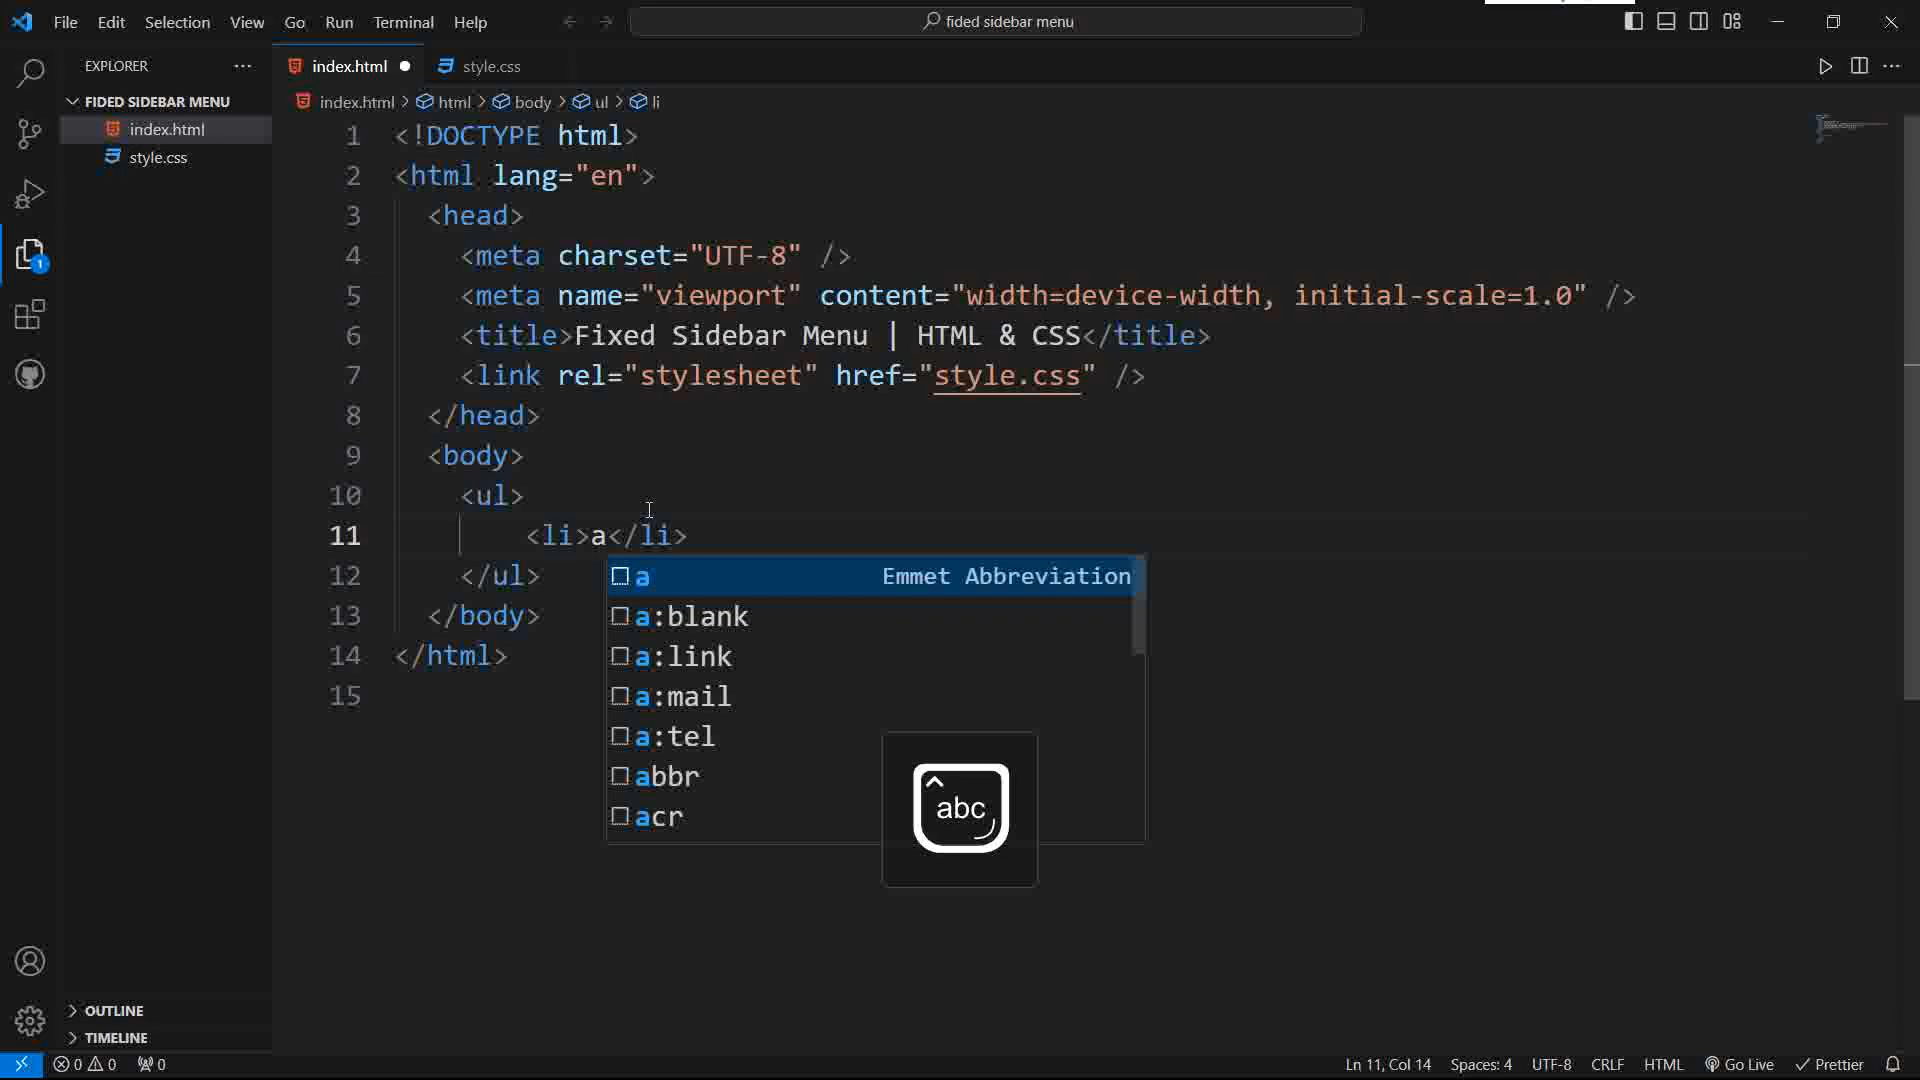 File Edit Selection View Go Run Terminal Help
fided sidebar menu
EXPLORER
index.html
style.css
FIDED SIDEBAR MENU
index.html > html > body > ul > li
index.html
style.css
1 <!DOCTYPE html>
2 <html lang="en">
3 <head>
4 <meta charset="UTF-8" />
5 <meta name="viewport" content="width=device-width, initial-scale=1.0" />
6 <title>Fixed Sidebar Menu | HTML & CSS</title>
7 <link rel="stylesheet" href="style.css" />
8 </head>
9 <body>
10 <ul>
11 <li>a</li>
12 </ul>
13 </body>
14 </html>
15
a Emmet Abbreviation
a:blank
a:link
a:mail
a:tel
abbr
acr
abc
1
OUTLINE
TIMELINE
0 0 0 Ln 11, Col 14 Spaces: 4 UTF-8 CRLF HTML Go Live Prettier